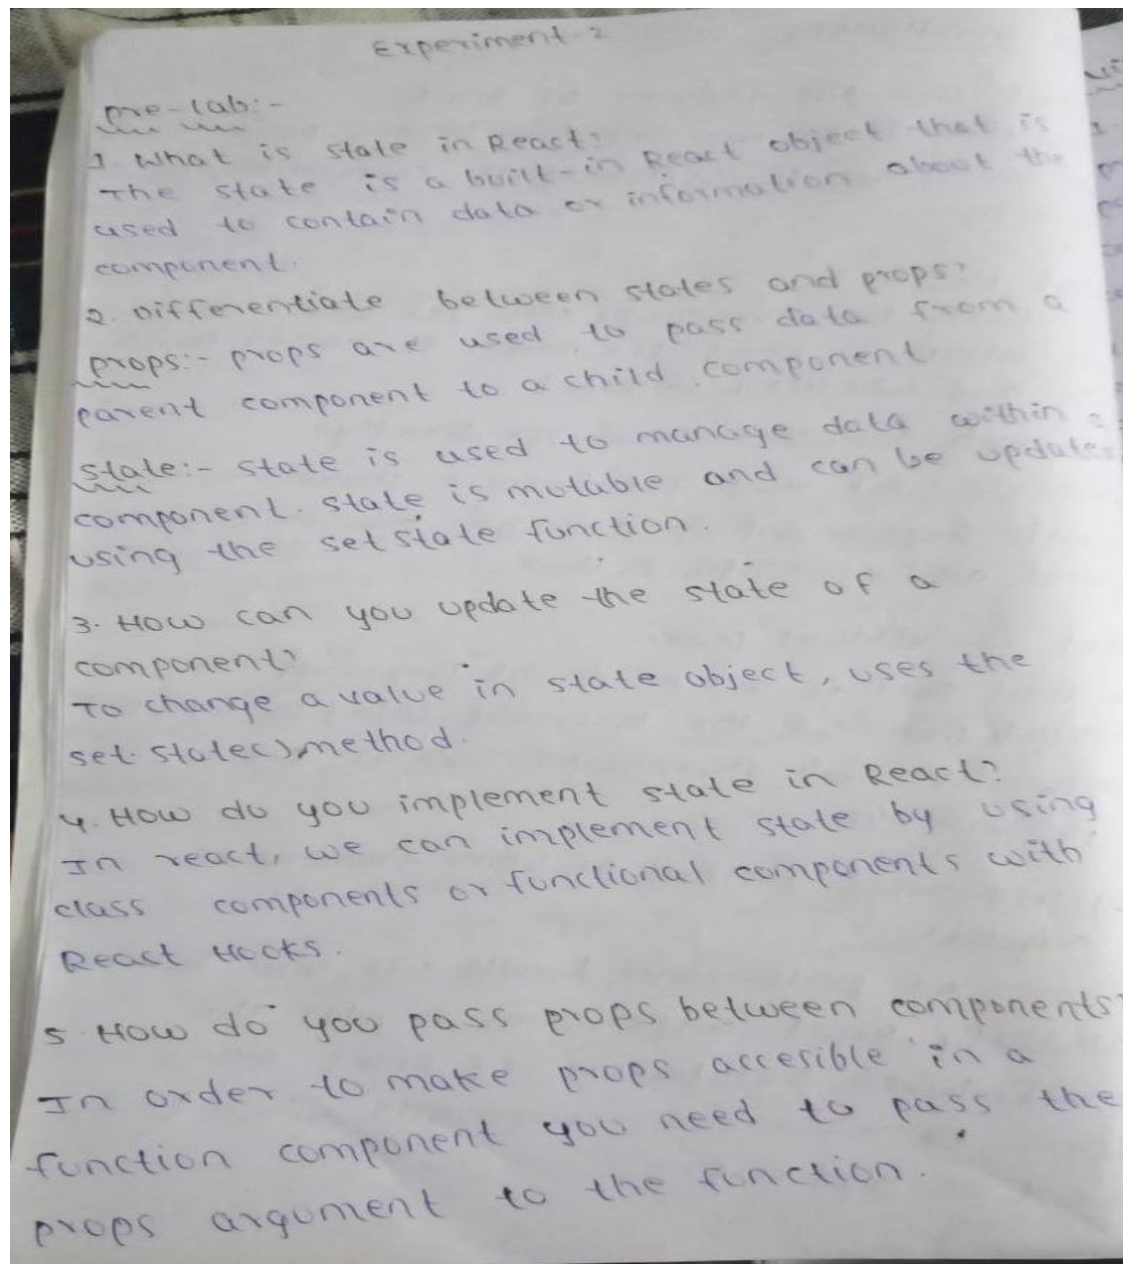 Experiment-2
pre-lab:-
1. What is state in React?
The state is a built-in React object that is
used to contain data or information about the
component.
2. Differentiate between states and props?
props:- props are used to pass data from a
parent component to a child component
state:- state is used to manage data within a
component. state is mutable and can be updated
using the setstate function.
3. How can you update the state of a
component?
To change a value in state object, uses the
set.state() method.
4. How do you implement state in React?
In react, we can implement state by using
class components or functional components with
React Hooks.
5. How do you pass props between components?
In order to make props accesible in a
function component you need to pass the
props argument to the function.